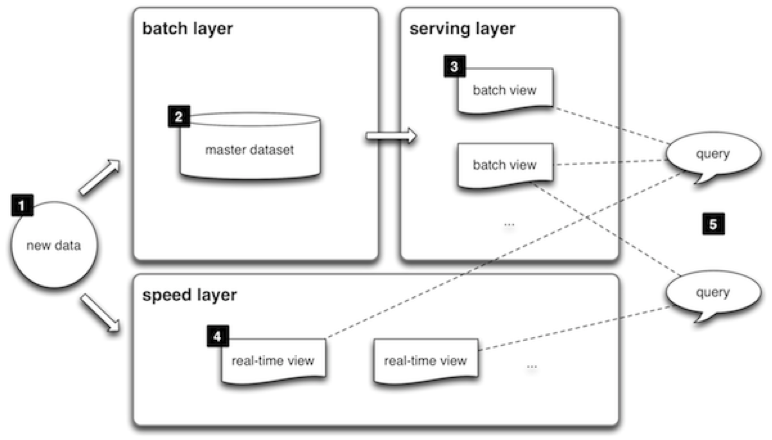 batch layer
serving layer
3
batch view
2
master dataset
batch view
query
1
new data
...
5
speed layer
query
4
real-time view
real-time view
...